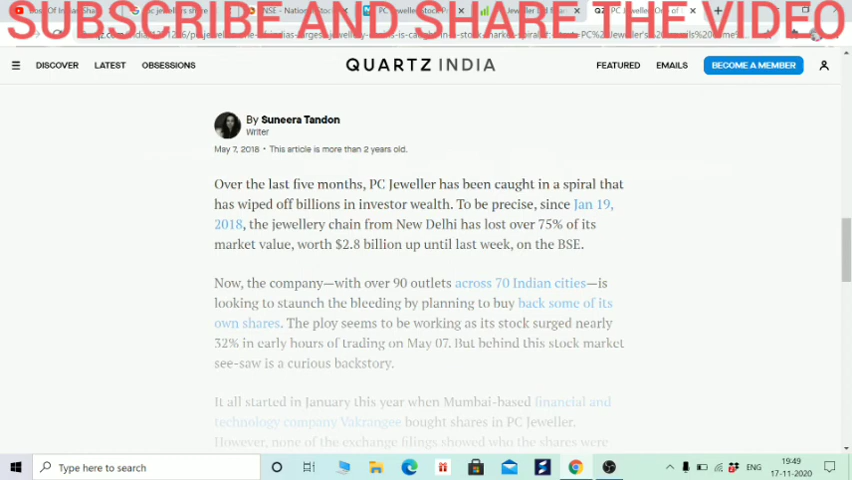 SUBSCRIBE AND SHARE THE VIDEO
DISCOVER LATEST OBSESSIONS QUARTZ INDIA FEATURED EMAILS BECOME A MEMBER
By Suneera Tandon
Writer
May 7, 2018 • This article is more than 2 years old.
Over the last five months, PC Jeweller has been caught in a spiral that
has wiped off billions in investor wealth. To be precise, since Jan 19,
2018, the jewellery chain from New Delhi has lost over 75% of its
market value, worth $2.8 billion up until last week, on the BSE.
Now, the company—with over 90 outlets across 70 Indian cities—is
looking to staunch the bleeding by planning to buy back some of its
own shares. The ploy seems to be working as its stock surged nearly
32% in early hours of trading on May 07. But behind this stock market
see-saw is a curious backstory.
It all started in January this year when Mumbai-based financial and
technology company Vakrangee bought shares in PC Jeweller.
However, none of the exchange filings showed who the shares were
Type here to search
ENG
19:49
17-11-2020